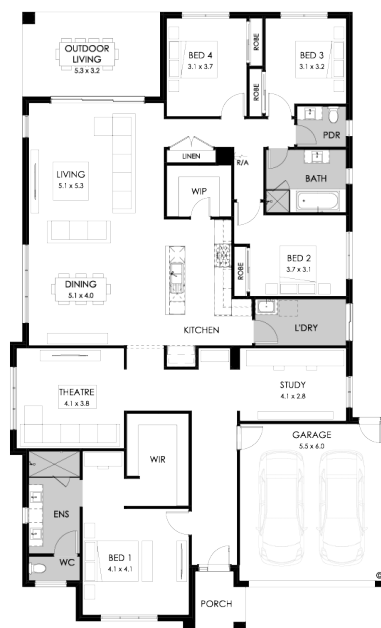 OUTDOOR
LIVING
5.3 x 3.2
BED 4
3.1 x 3.7
ROBE
BED 3
3.1 x 3.2
ROBE
PDR
LINEN
R/A
BATH
LIVING
5.1 x 5.3
WIP
BED 2
3.7 x 3.1
ROBE
DINING
5.1 x 4.0
KITCHEN
L'DRY
THEATRE
4.1 x 3.8
STUDY
4.1 x 2.8
GARAGE
5.5 x 6.0
WIR
ENS
WC
BED 1
4.1 x 4.1
PORCH
©